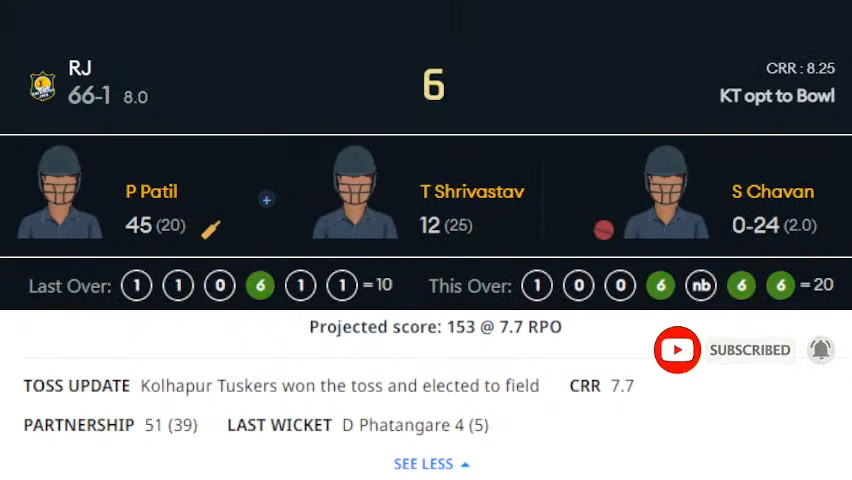 RJ
66-1 8.0
6
CRR : 8.25
KT opt to Bowl
P Patil
45 (20)
T Shrivastav
12 (25)
S Chavan
0-24 (2.0)
Last Over: 1 1 0 6 1 1 =10
This Over: 1 0 0 6 nb 6 6 = 20
Projected score: 153 @ 7.7 RPO
SUBSCRIBED
TOSS UPDATE Kolhapur Tuskers won the toss and elected to field CRR 7.7
PARTNERSHIP 51 (39) LAST WICKET D Phatangare 4 (5)
SEE LESS